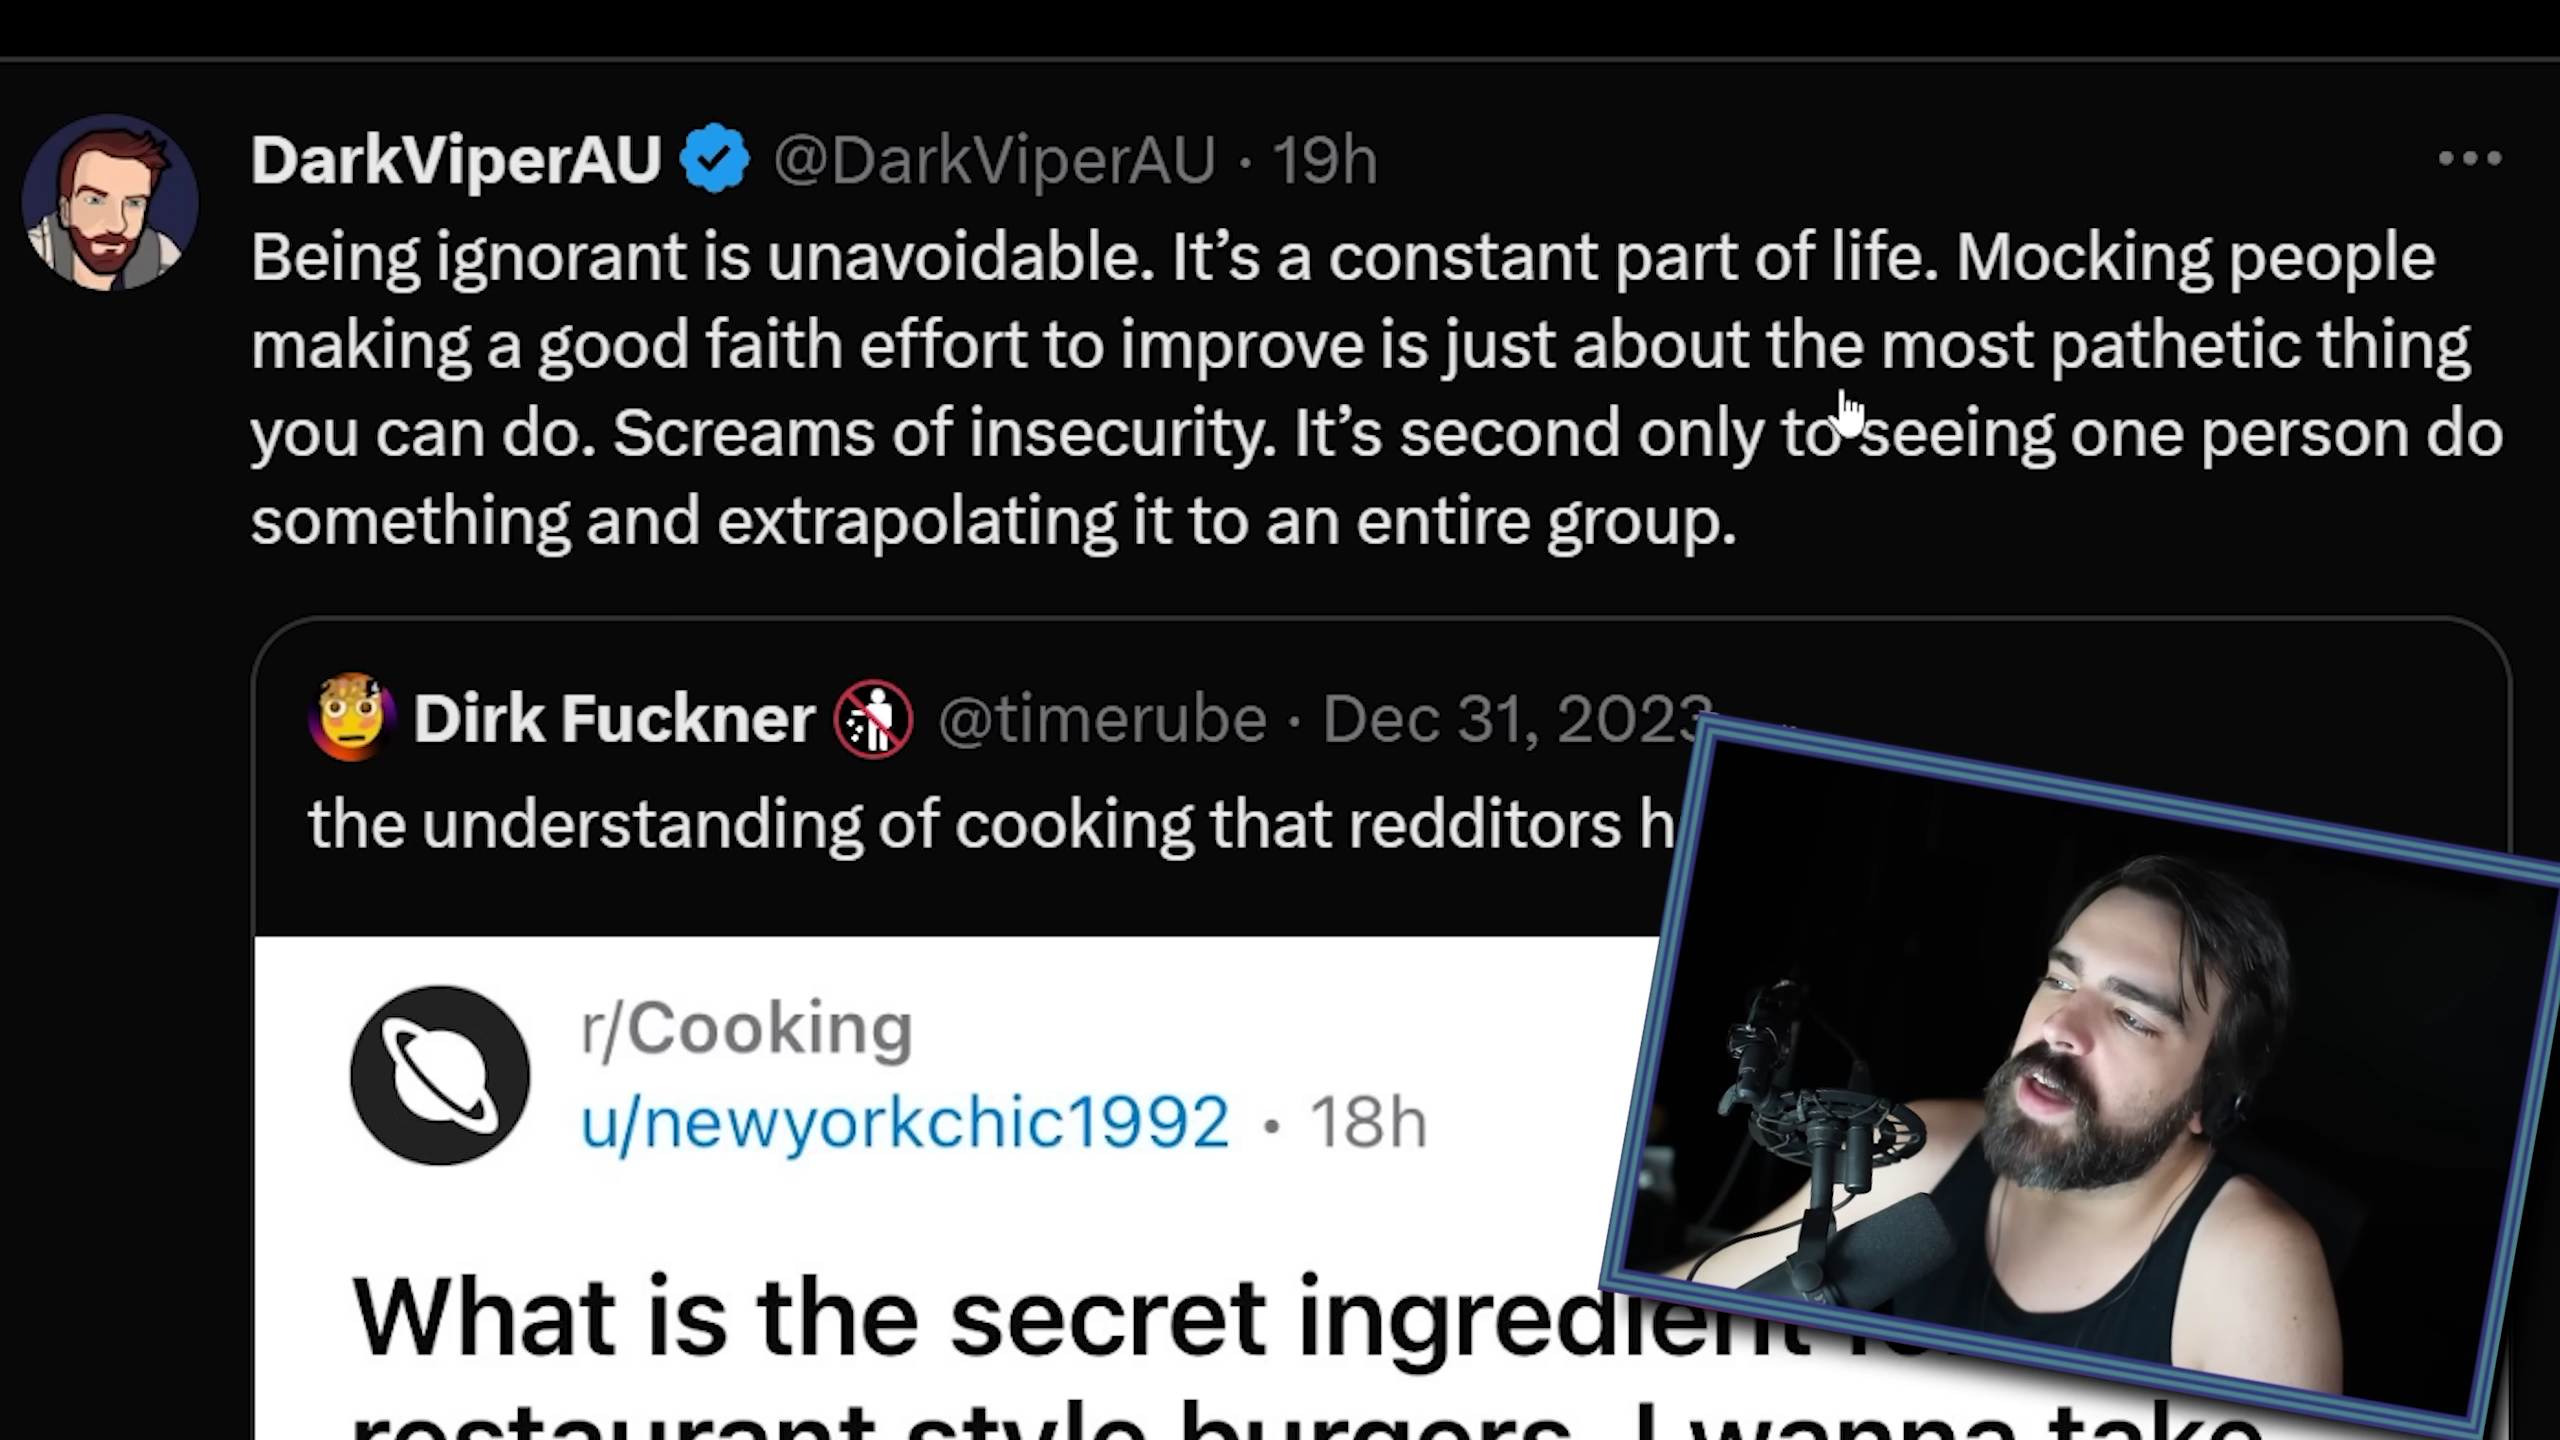 DarkViperAU @DarkViperAU · 19h
Being ignorant is unavoidable. It’s a constant part of life. Mocking people
making a good faith effort to improve is just about the most pathetic thing
you can do. Screams of insecurity. It’s second only to seeing one person do
something and extrapolating it to an entire group.
Dirk Fuckner @timerube · Dec 31, 2023
the understanding of cooking that redditors
r/Cooking
u/newyorkchic1992 • 18h
What is the secret ingredient
restaurant style burgers. I wanna take